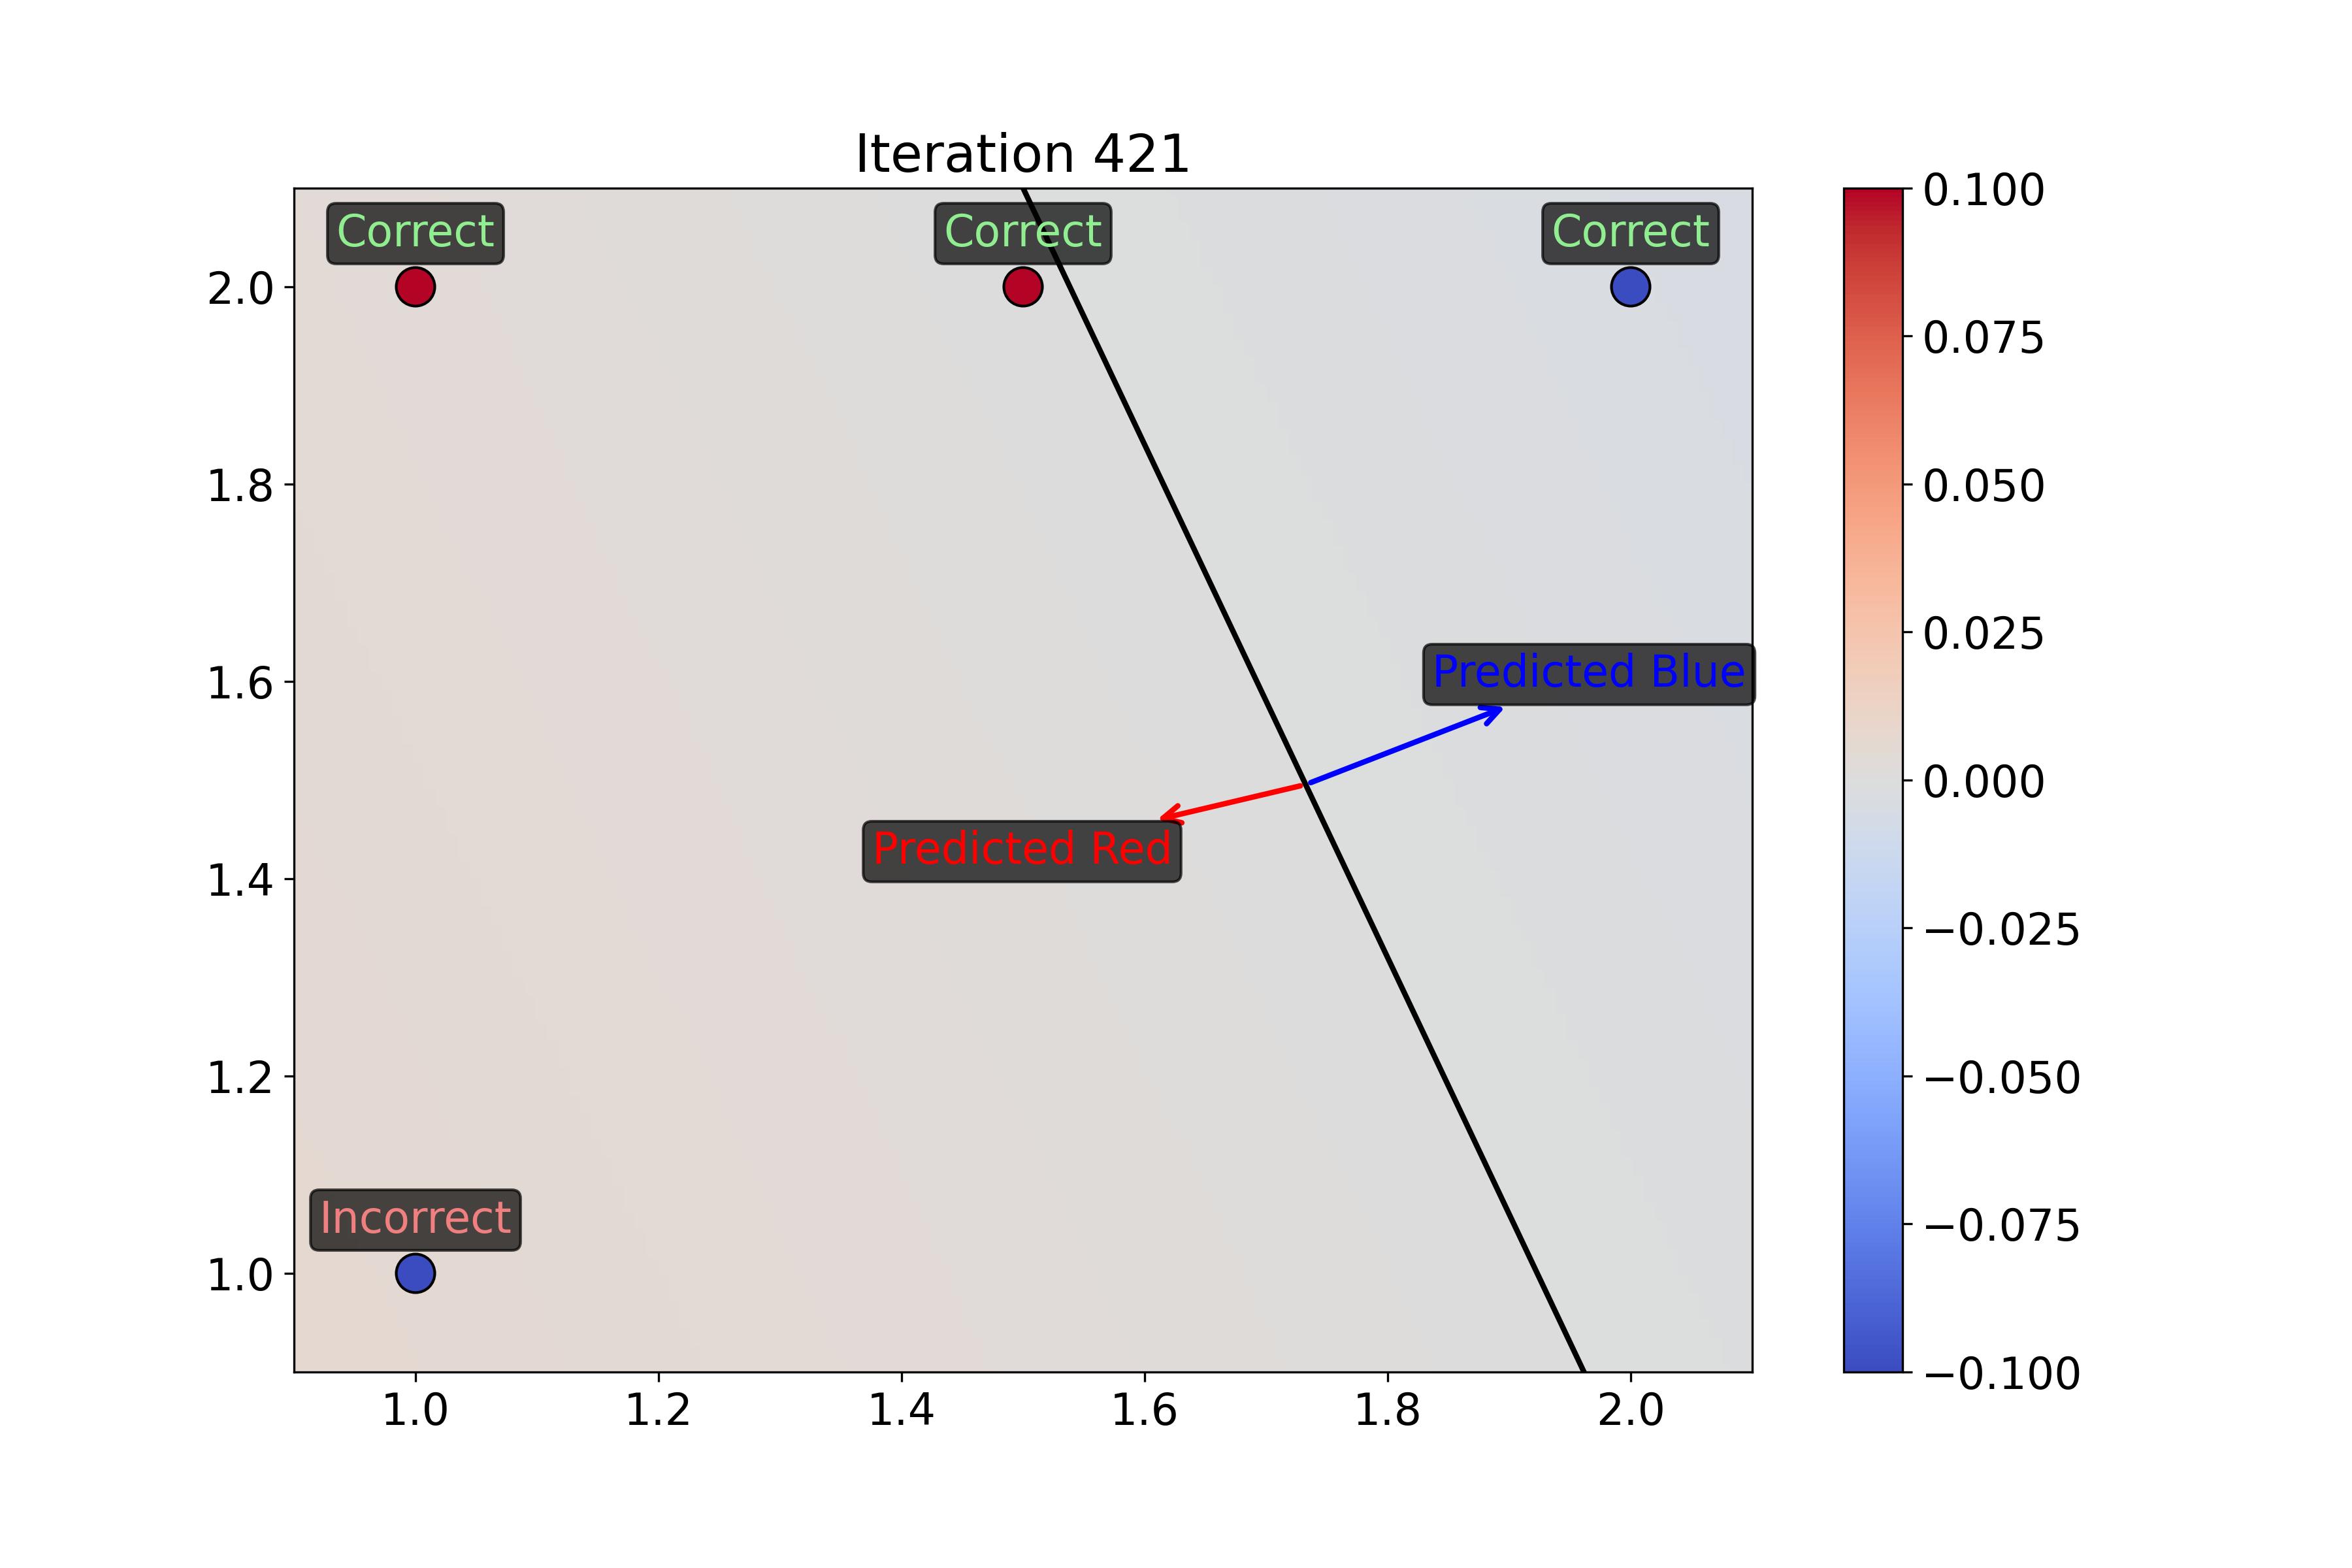 Iteration 421
Correct
Correct
Correct
Predicted Blue
Predicted Red
Incorrect
2.0
1.8
1.6
1.4
1.2
1.0
1.0 1.2 1.4 1.6 1.8 2.0
0.100
0.075
0.050
0.025
0.000
−0.025
−0.050
−0.075
−0.100